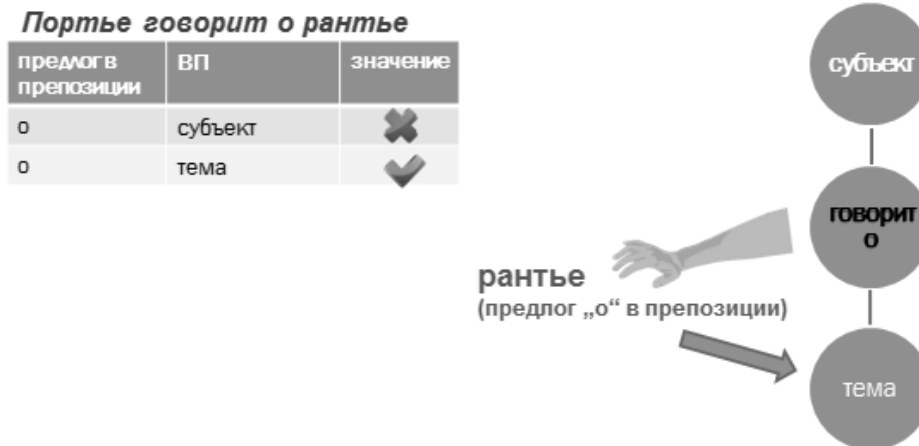 Портье говорит о рантье
предлог в препозиции ВП значение
о субъект
о тема
субъект
говорит о
рантье
(предлог „о“ в препозиции)
тема